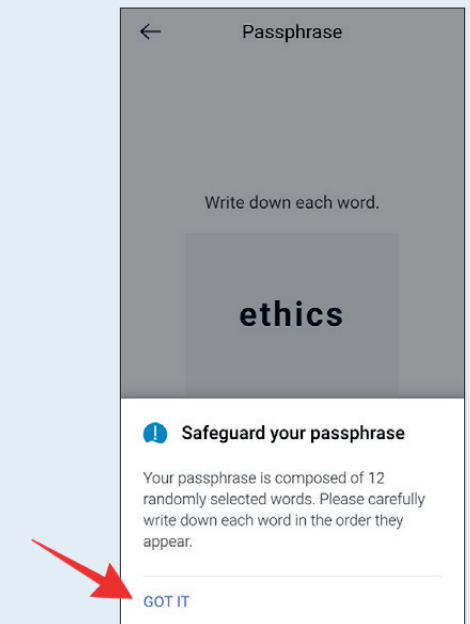 Passphrase
Write down each word.
ethics
Safeguard your passphrase
Your passphrase is composed of 12
randomly selected words. Please carefully
write down each word in the order they
appear.
GOT IT